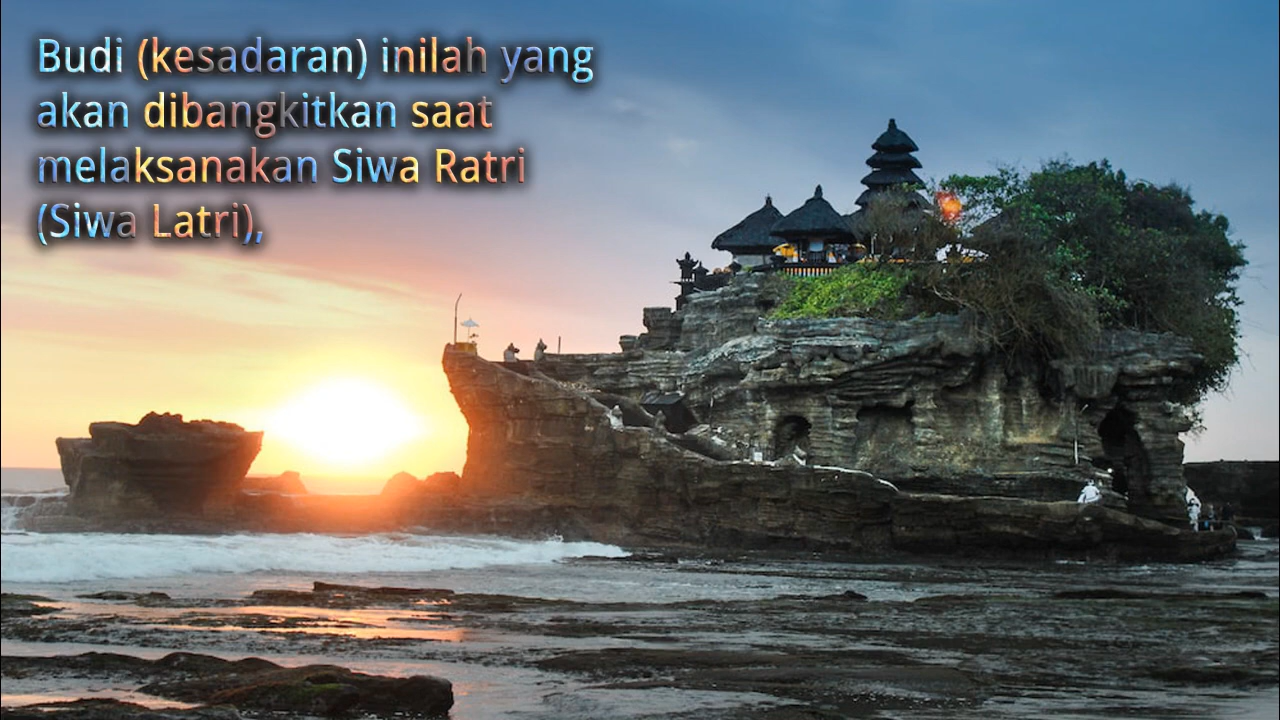 Budi (kesadaran) inilah yang
akan dibangkitkan saat
melaksanakan Siwa Ratri
(Siwa Latri),